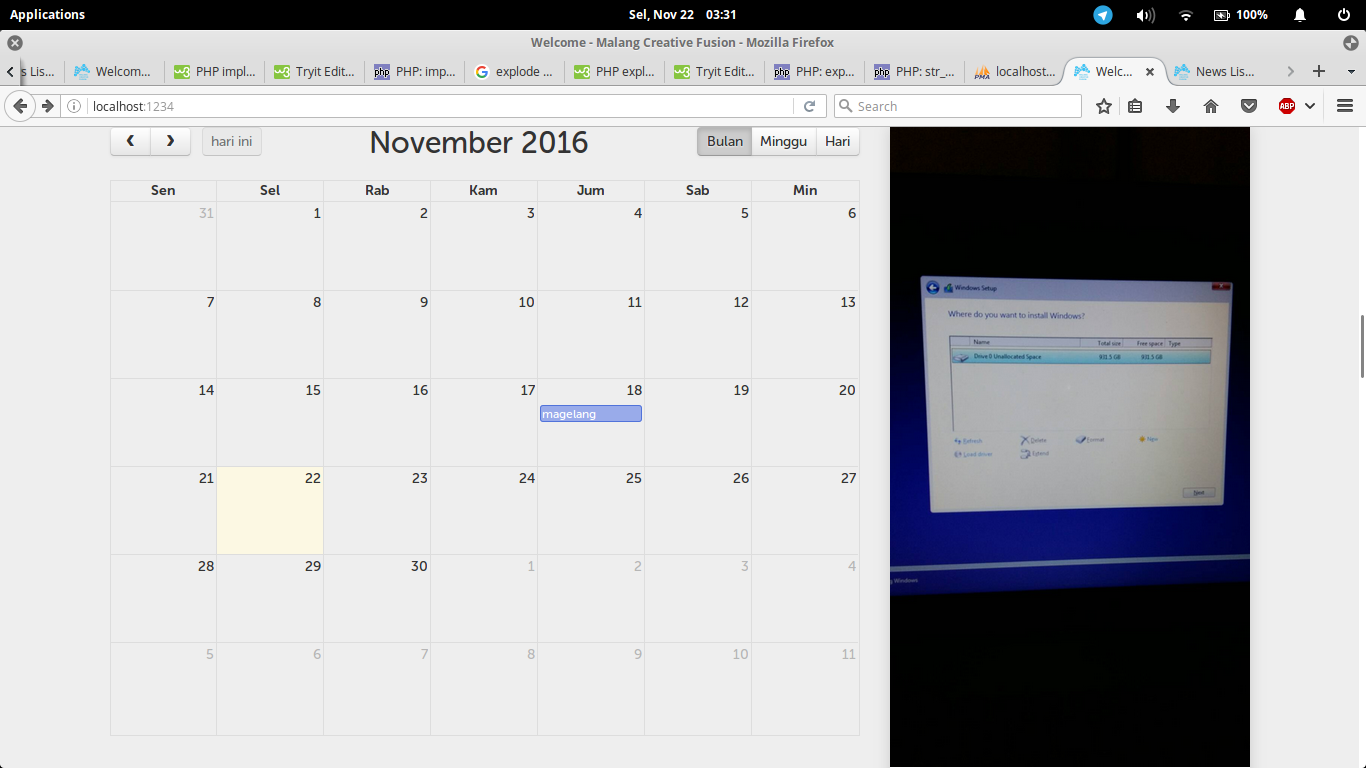 Applications
Sel, Nov 22 03:31
100%
Welcome - Malang Creative Fusion - Mozilla Firefox
s Lis...
Welcom...
PHP impl...
Tryit Edit...
php PHP: imp...
explode ...
PHP expl...
Tryit Edit...
php PHP: exp...
php PHP: str_...
PMA localhost...
Welc...
News Lis...
localhost:1234
Search
ABP
hari ini
November 2016
Bulan Minggu Hari
Sen Sel Rab Kam Jum Sab Min
31 1 2 3 4 5 6
7 8 9 10 11 12 13
14 15 16 17 18 19 20
magelang
21 22 23 24 25 26 27
28 29 30 1 2 3 4
5 6 7 8 9 10 11
Windows Setup
Where do you want to install Windows?
Name Total size Free space Type
Drive 0 Unallocated Space 931.5 GB 931.5 GB
Refresh Delete Format New
Load driver Extend
Next
Windows